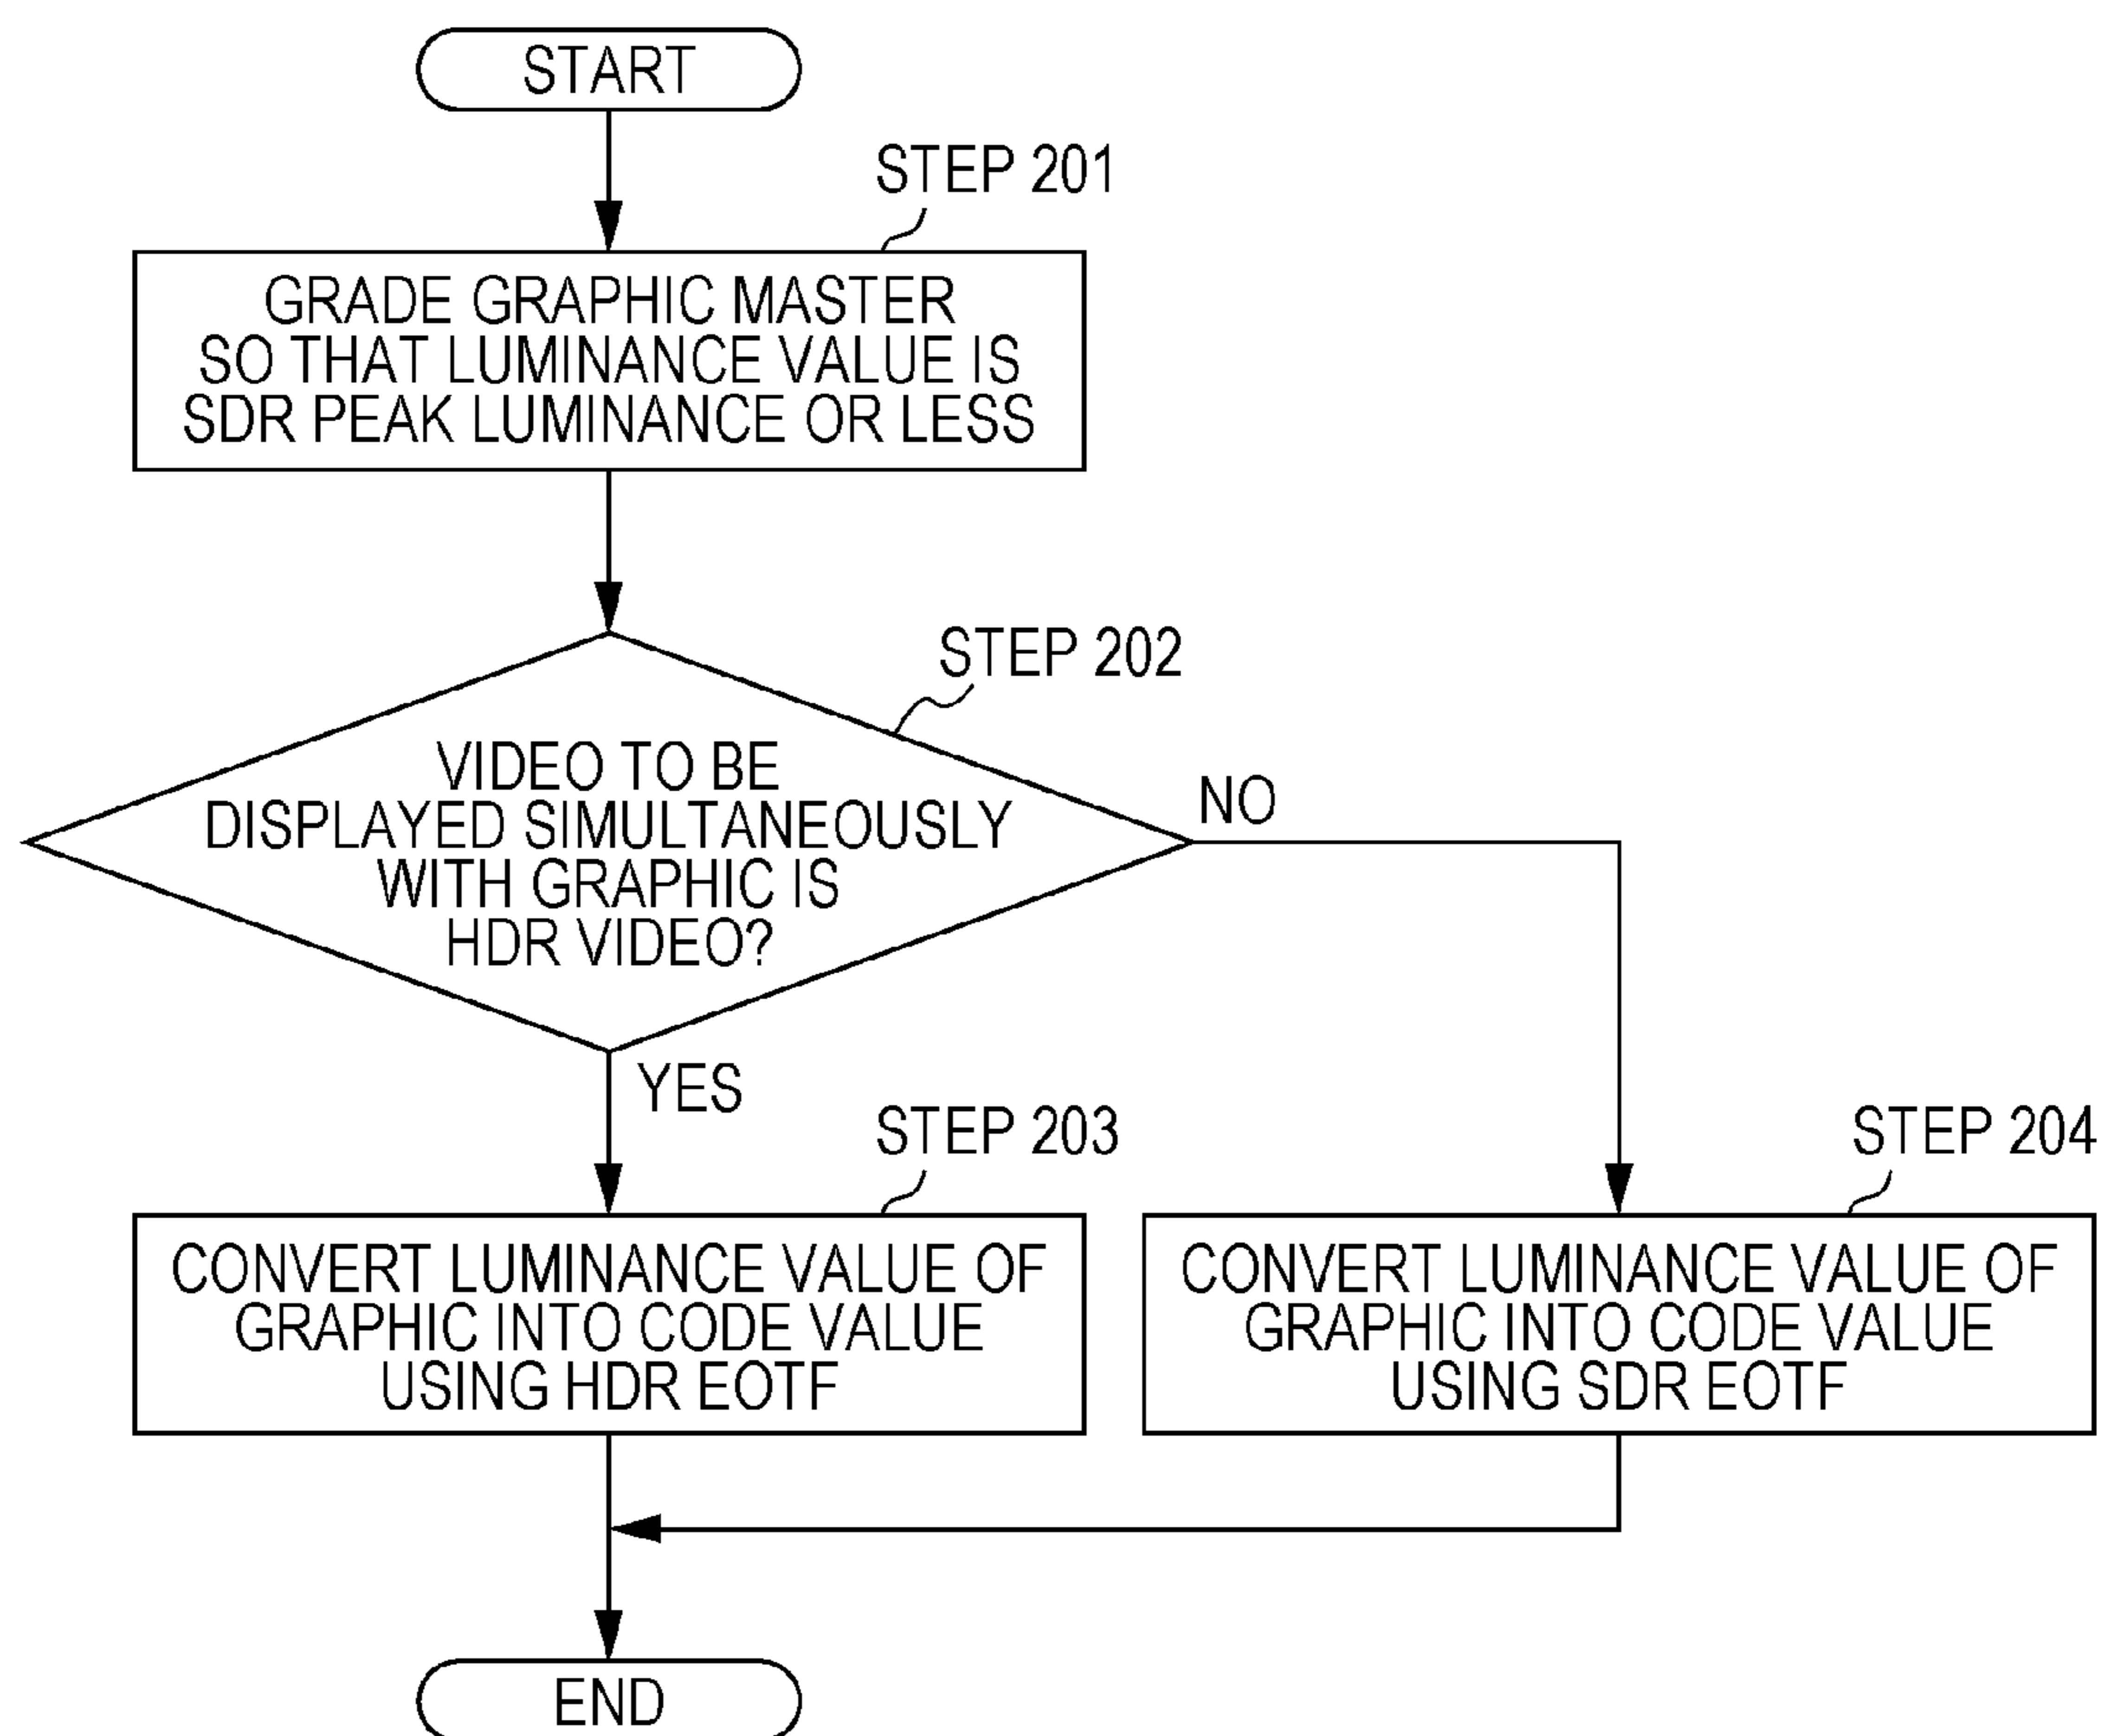 START
STEP 201
GRADE GRAPHIC MASTER
SO THAT LUMINANCE VALUE IS
SDR PEAK LUMINANCE OR LESS
STEP 202
VIDEO TO BE
DISPLAYED SIMULTANEOUSLY
WITH GRAPHIC IS
HDR VIDEO?
NO
YES
STEP 203
CONVERT LUMINANCE VALUE OF
GRAPHIC INTO CODE VALUE
USING HDR EOTF
STEP 204
CONVERT LUMINANCE VALUE OF
GRAPHIC INTO CODE VALUE
USING SDR EOTF
END